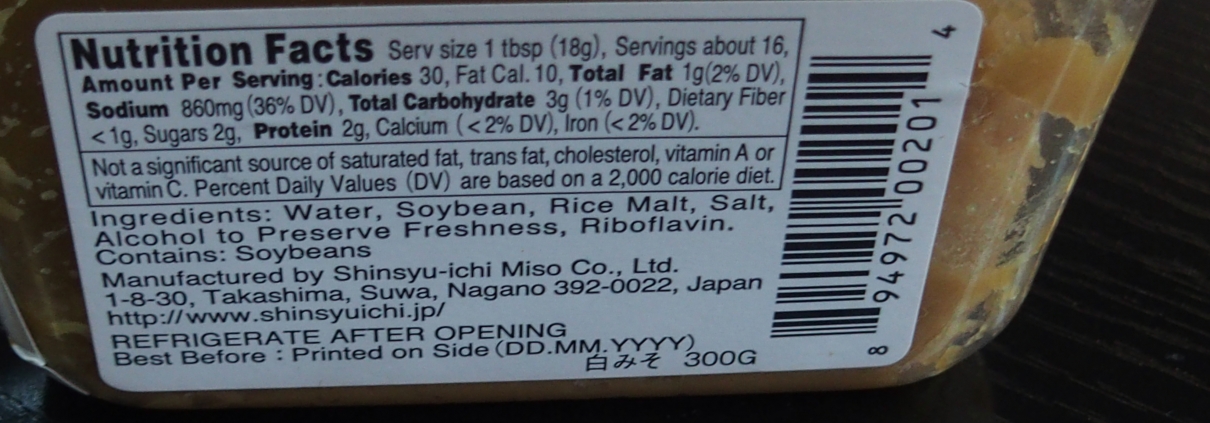 Nutrition Facts Serv size 1 tbsp (18g), Servings about 16,
Amount Per Serving:Calories 30, Fat Cal. 10, Total Fat 1g(2% DV),
Sodium 860mg (36% DV), Total Carbohydrate 3g (1% DV), Dietary Fiber
<1g, Sugars 2g, Protein 2g, Calcium (<2% DV), Iron (<2% DV).
Not a significant source of saturated fat, trans fat, cholesterol, vitamin A or
vitamin C. Percent Daily Values (DV) are based on a 2,000 calorie diet.
Ingredients: Water, Soybean, Rice Malt, Salt,
Alcohol to Preserve Freshness, Riboflavin.
Contains: Soybeans
Manufactured by Shinsyu-ichi Miso Co., Ltd.
1-8-30, Takashima, Suwa, Nagano 392-0022, Japan
http://www.shinsyuichi.jp/
REFRIGERATE AFTER OPENING
Best Before : Printed on Side (DD.MM.YYYY)
白みそ 300G
8 94972 00201 4